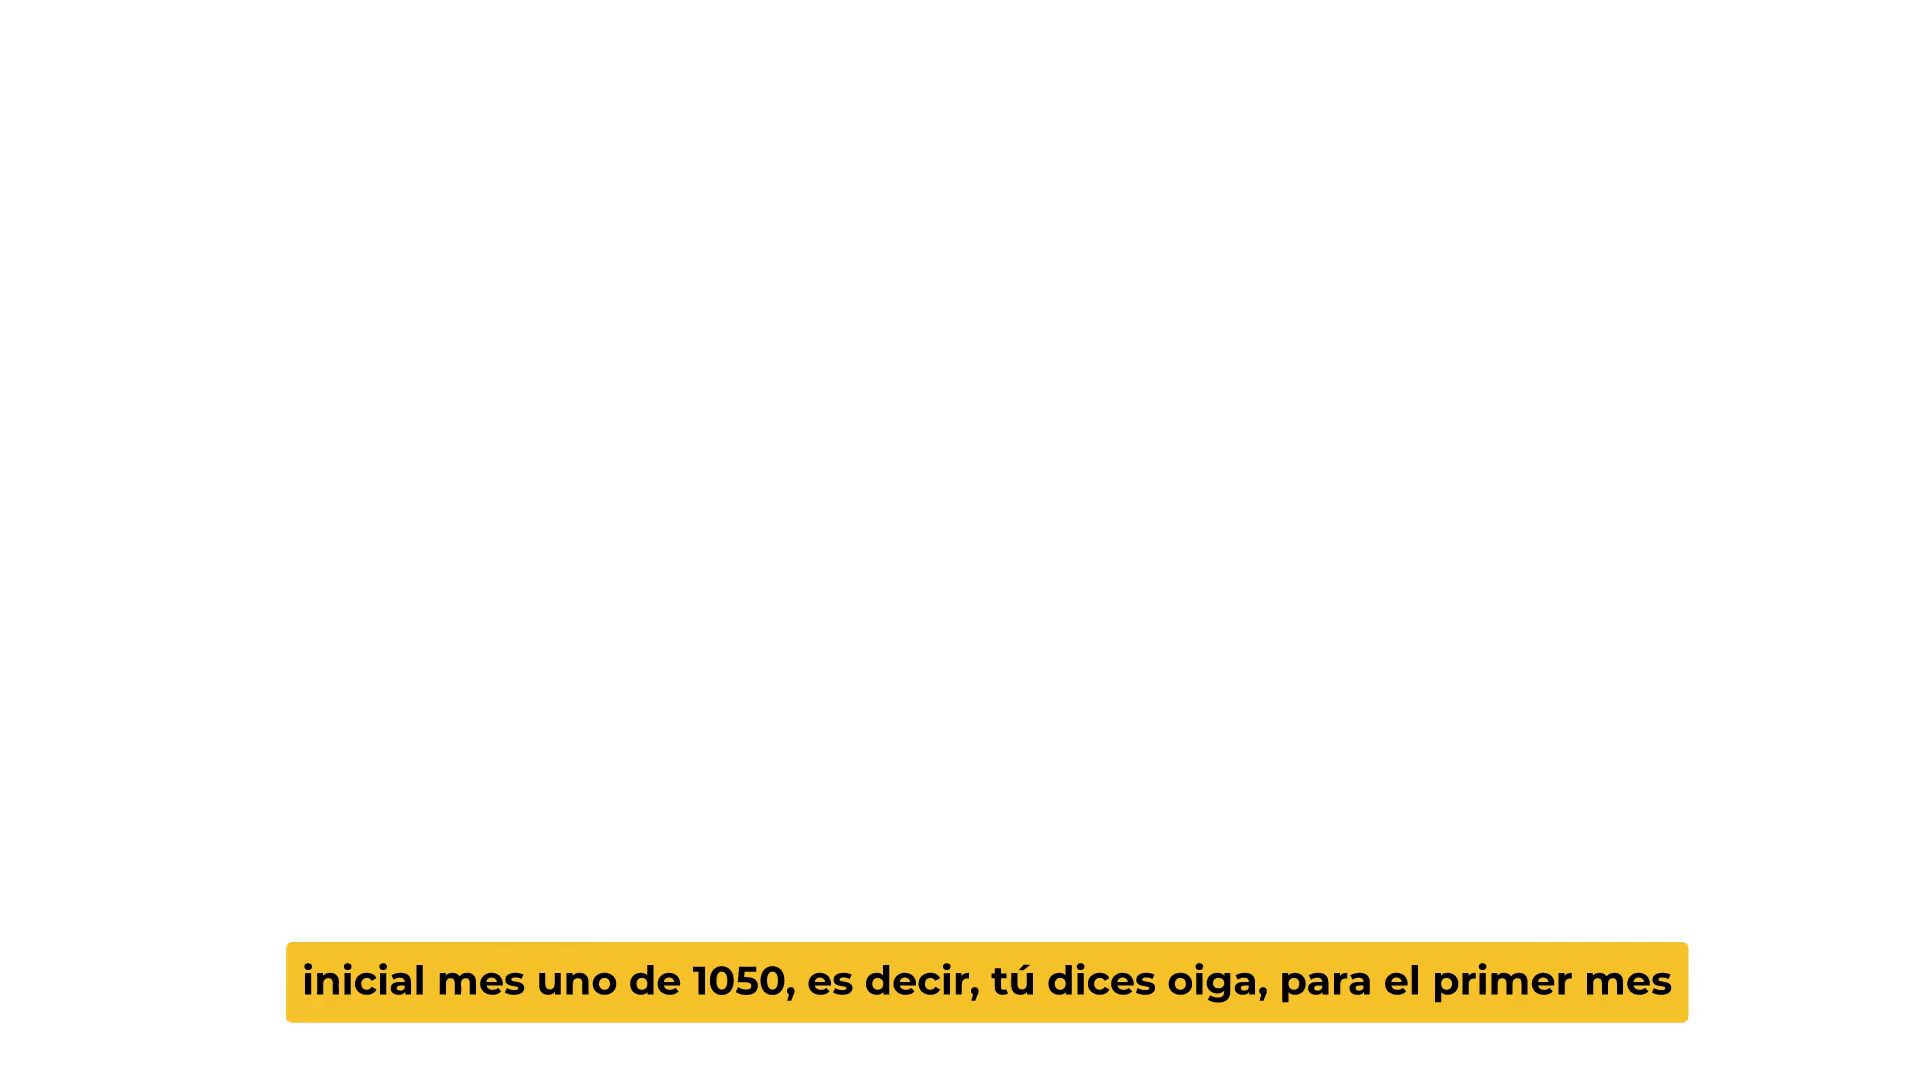 inicial mes uno de 1050, es decir, tú dices oiga, para el primer mes